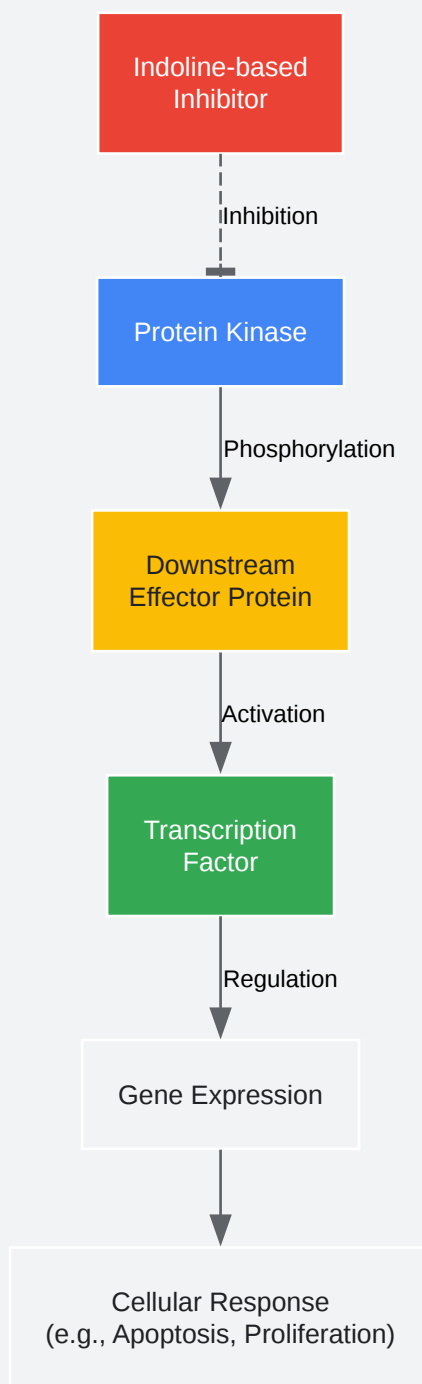 Indoline-based
Inhibitor
Inhibition
Protein Kinase
Phosphorylation
Downstream
Effector Protein
Activation
Transcription
Factor
Regulation
Gene Expression
Cellular Response
(e.g., Apoptosis, Proliferation)